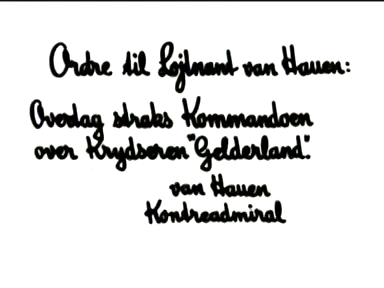 Ordre til Løjtnant van Hauen:
Overtag straks Kommandoen
over Krydseren "Gelderland".
van Hauen
Kontreadmiral